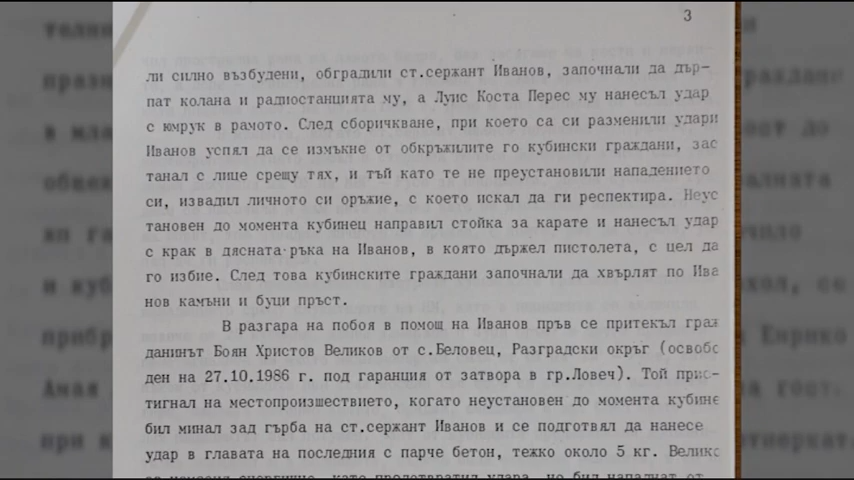 3
ли силно възбудени, обградили ст.сержант Иванов, започнали да дър-
пат колана и радиостанцията му, а Луис Коста Перес му нанесъл удар
с юмрук в рамото. След сборичкване, при което са си разменили удари
Иванов успял да се измъкне от обкръжилите го кубински граждани, зас
танал с лице срещу тях, и тъй като те не преустановили нападението
си, извадил личното си оръжие, с което искал да ги респектира. Неус
тановен до момента кубинец направил стойка за карате и нанесъл удар
с крак в дясната ръка на Иванов, в която държел пистолета, с цел да
го избие. След това кубинските граждани започнали да хвърлят по Ива
нов камъни и буци пръст.
В разгара на побоя в помощ на Иванов пръв се притекъл граж
данинът Боян Христов Великов от с.Беловец, Разградски окръг (освобо
ден на 27.10.1986 г. под гаранция от затвора в гр.Ловеч). Той прис-
тигнал на местопроизшествието, когато неустановен до момента кубине
бил минал зад гърба на ст.сержант Иванов и се подготвял да нанесе
удар в главата на последния с парче бетон, тежко около 5 кг. Велико